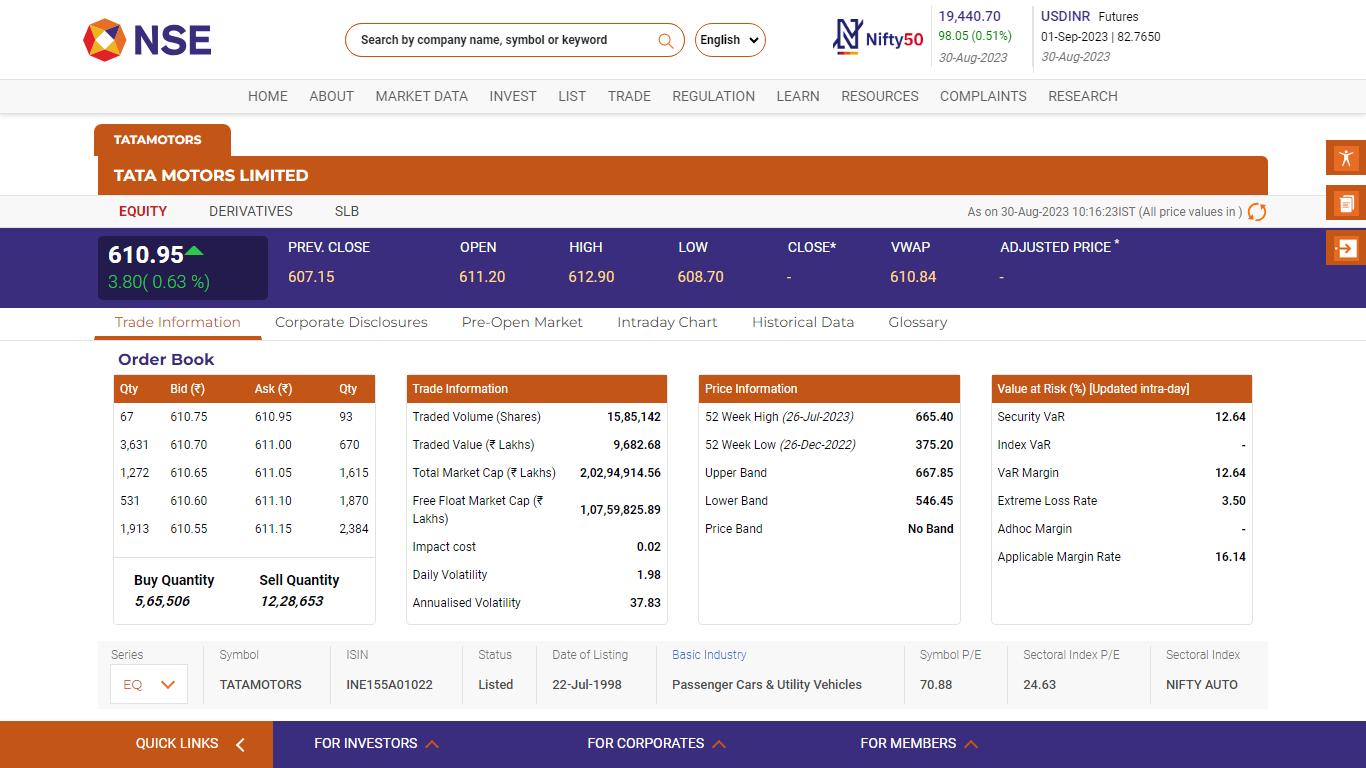 NSE
Search by company name, symbol or keyword
English
Nifty50
19,440.70
98.05 (0.51%)
30-Aug-2023
USDINR Futures
01-Sep-2023 | 82.7650
30-Aug-2023
HOME ABOUT MARKET DATA INVEST LIST TRADE REGULATION LEARN RESOURCES COMPLAINTS RESEARCH
TATAMOTORS
TATA MOTORS LIMITED
EQUITY DERIVATIVES SLB As on 30-Aug-2023 10:16:23IST (All price values in )
610.95
3.80( 0.63 %)
PREV. CLOSE OPEN HIGH LOW CLOSE* VWAP ADJUSTED PRICE *
607.15 611.20 612.90 608.70 - 610.84 -
Trade Information Corporate Disclosures Pre-Open Market Intraday Chart Historical Data Glossary
Order Book
Qty Bid (₹) Ask (₹) Qty
67 610.75 610.95 93
3,631 610.70 611.00 670
1,272 610.65 611.05 1,615
531 610.60 611.10 1,870
1,913 610.55 611.15 2,384
Buy Quantity Sell Quantity
5,65,506 12,28,653
Trade Information
Traded Volume (Shares) 15,85,142
Traded Value (₹ Lakhs) 9,682.68
Total Market Cap (₹ Lakhs) 2,02,94,914.56
Free Float Market Cap (₹
Lakhs) 1,07,59,825.89
Impact cost 0.02
Daily Volatility 1.98
Annualised Volatility 37.83
Price Information
52 Week High (26-Jul-2023) 665.40
52 Week Low (26-Dec-2022) 375.20
Upper Band 667.85
Lower Band 546.45
Price Band No Band
Value at Risk (%) [Updated intra-day]
Security VaR 12.64
Index VaR -
VaR Margin 12.64
Extreme Loss Rate 3.50
Adhoc Margin -
Applicable Margin Rate 16.14
Series Symbol ISIN Status Date of Listing Basic Industry Symbol P/E Sectoral Index P/E Sectoral Index
EQ TATAMOTORS INE155A01022 Listed 22-Jul-1998 Passenger Cars & Utility Vehicles 70.88 24.63 NIFTY AUTO
QUICK LINKS FOR INVESTORS FOR CORPORATES FOR MEMBERS